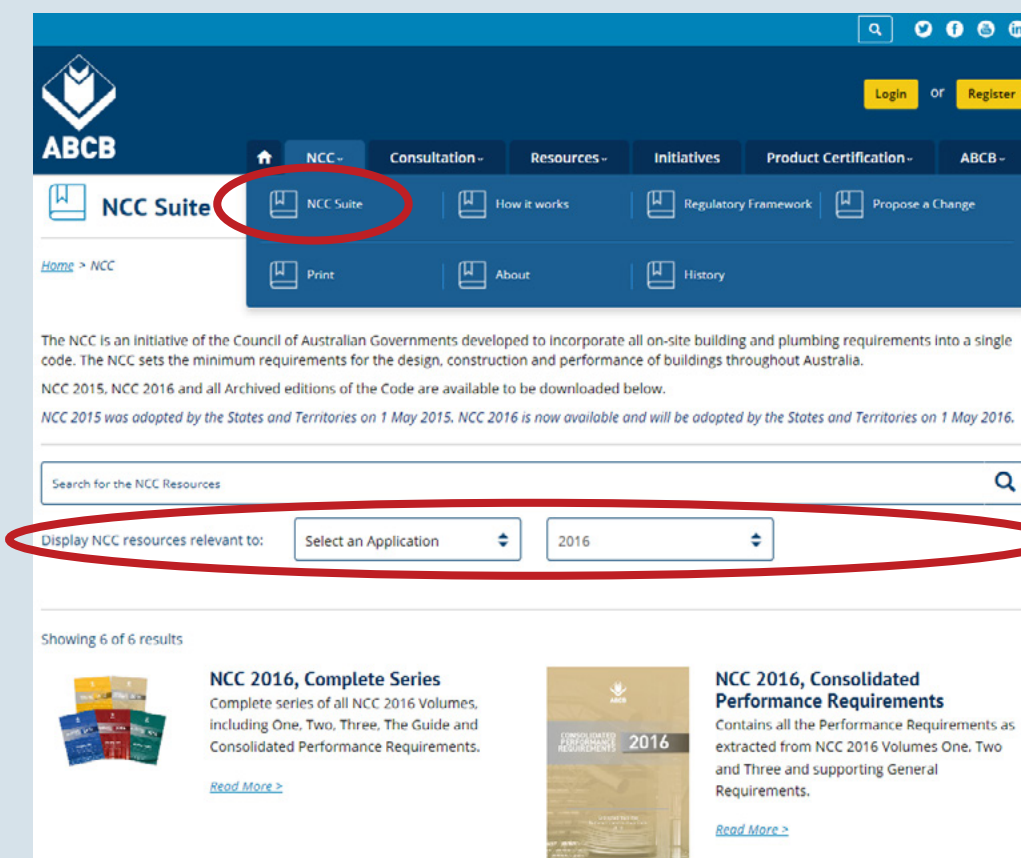 Login or Register
ABCB
NCC Consultation Resources Initiatives Product Certification ABCB
NCC Suite
NCC Suite How it works Regulatory Framework Propose a Change
Home > NCC
Print About History
The NCC is an initiative of the Council of Australian Governments developed to incorporate all on-site building and plumbing requirements into a single
code. The NCC sets the minimum requirements for the design, construction and performance of buildings throughout Australia.
NCC 2015, NCC 2016 and all Archived editions of the Code are available to be downloaded below.
NCC 2015 was adopted by the States and Territories on 1 May 2015. NCC 2016 is now available and will be adopted by the States and Territories on 1 May 2016.
Search for the NCC Resources
Display NCC resources relevant to: Select an Application 2016
Showing 6 of 6 results
NCC 2016, Complete Series
Complete series of all NCC 2016 Volumes,
including One, Two, Three, The Guide and
Consolidated Performance Requirements.
Read More >
ABCB
CONSOLIDATED
PERFORMANCE
REQUIREMENTS 2016
NCC 2016, Consolidated
Performance Requirements
Contains all the Performance Requirements as
extracted from NCC 2016 Volumes One, Two
and Three and supporting General
Requirements.
Read More >